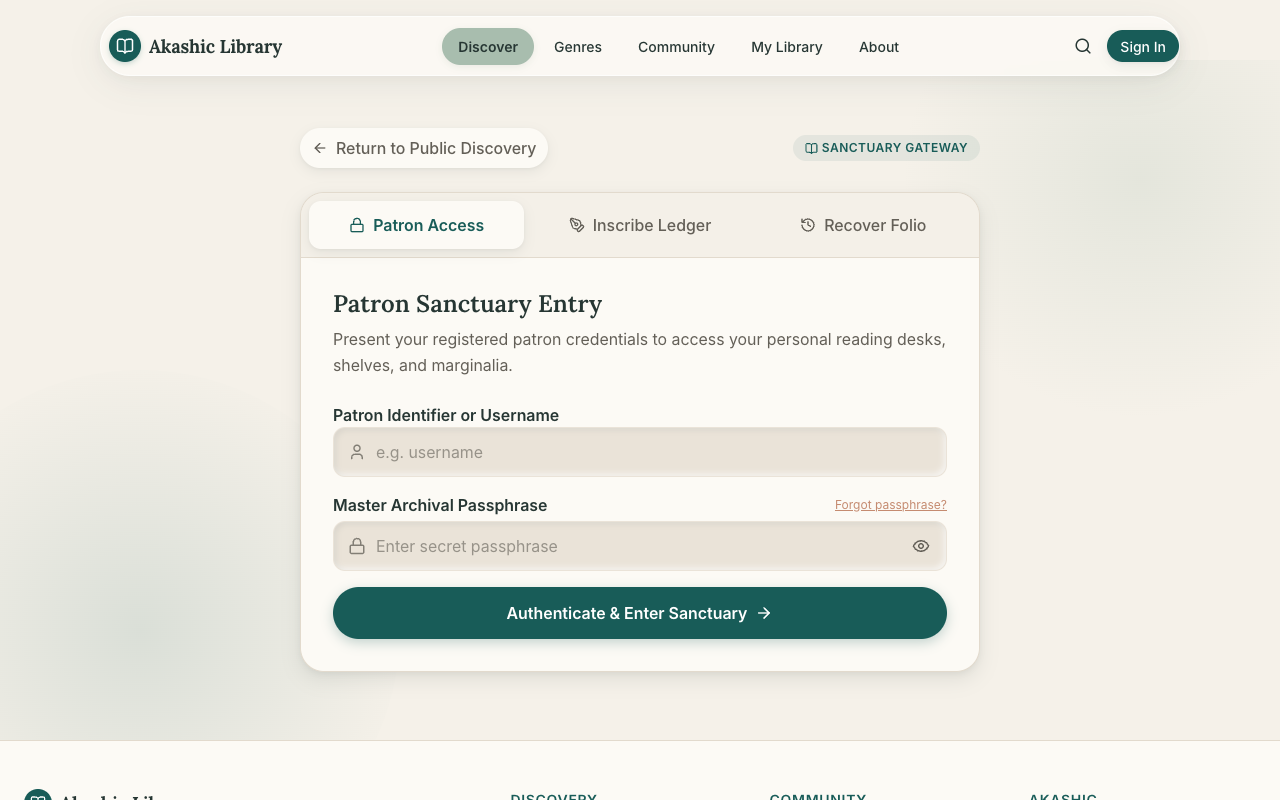 Akashic Library
Discover
Genres
Community
My Library
About
Sign In
Return to Public Discovery
SANCTUARY GATEWAY
Patron Access
Inscribe Ledger
Recover Folio
Patron Sanctuary Entry
Present your registered patron credentials to access your personal reading desks,
shelves, and marginalia.
Patron Identifier or Username
e.g. username
Master Archival Passphrase
Forgot passphrase?
Enter secret passphrase
Authenticate & Enter Sanctuary
DISCOVERY
COMMUNITY
AKASHIC